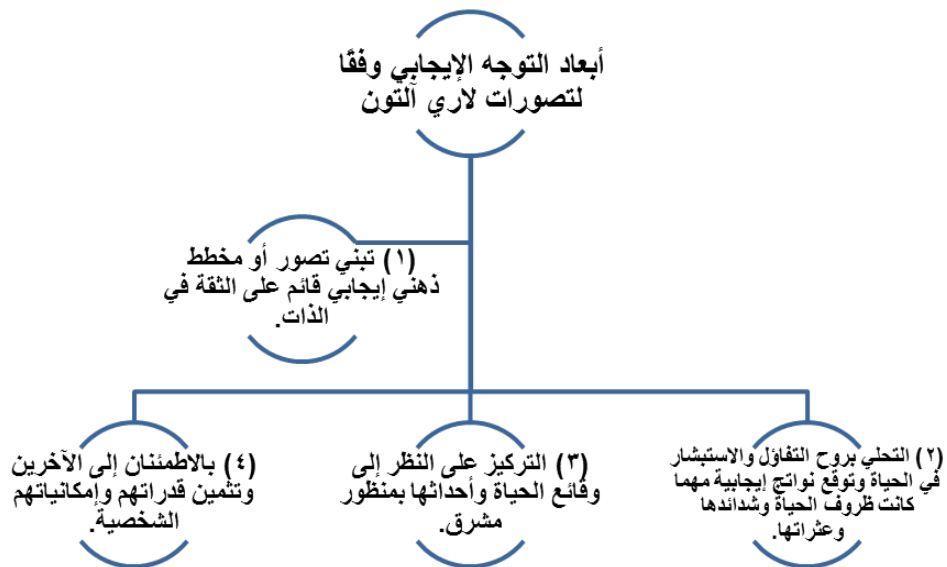 أبعاد التوجه الإيجابي وفقًا
لتصورات لاري آلتون
(١) تبني تصور أو مخطط
ذهني إيجابي قائم على الثقة في
الذات.
(٢) التحلي بروح التفاؤل والاستبشار
في الحياة وتوقع نواتج إيجابية مهما
كانت ظروف الحياة وشدائدها
وعثراتها.
(٣) التركيز على النظر إلى
وقائع الحياة وأحداثها بمنظور
مشرق.
(٤) بالاطمئنان إلى الآخرين
وتثمين قدراتهم وإمكانياتهم
الشخصية.